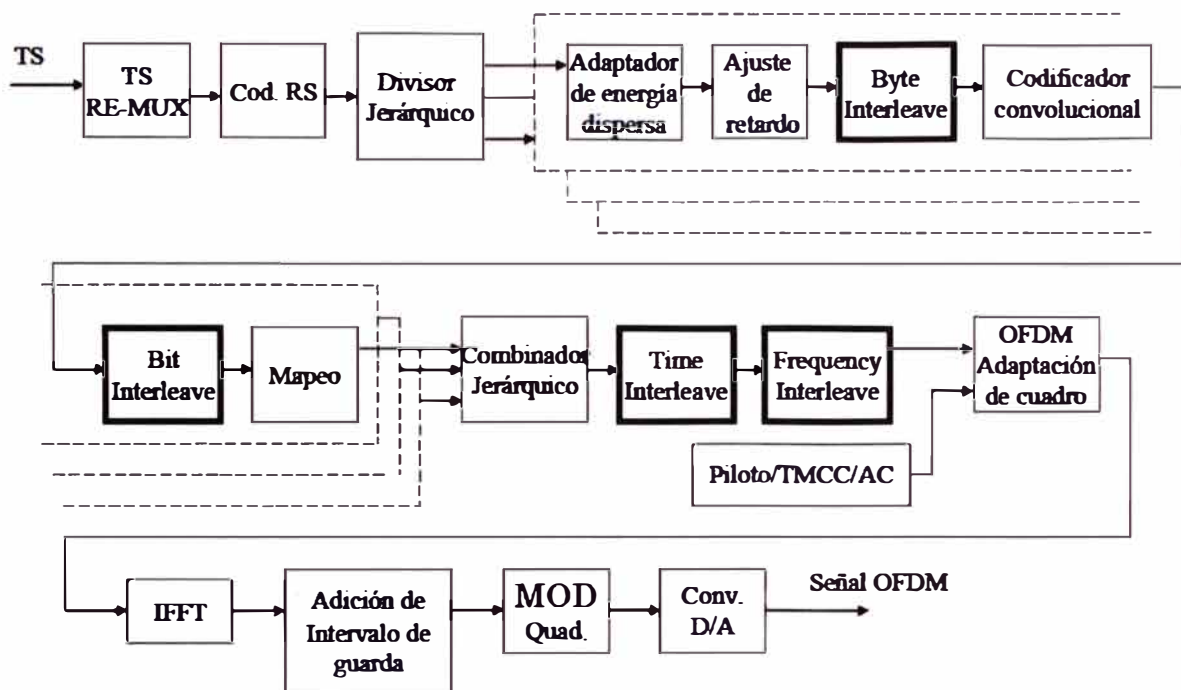 TS
TS
RE-MUX
Cod. RS
Divisor
Jerárquico
Adaptador
de energía
dispersa
Ajuste
de
retardo
Byte
Interleave
Codificador
convolucional
Bit
Interleave
Mapeo
Combinador
Jerárquico
Time
Interleave
Frequency
Interleave
OFDM
Adaptación
de cuadro
Piloto/TMCC/AC
IFFT
Adición de
Intervalo de
guarda
MOD
Quad.
Conv.
D/A
Señal OFDM